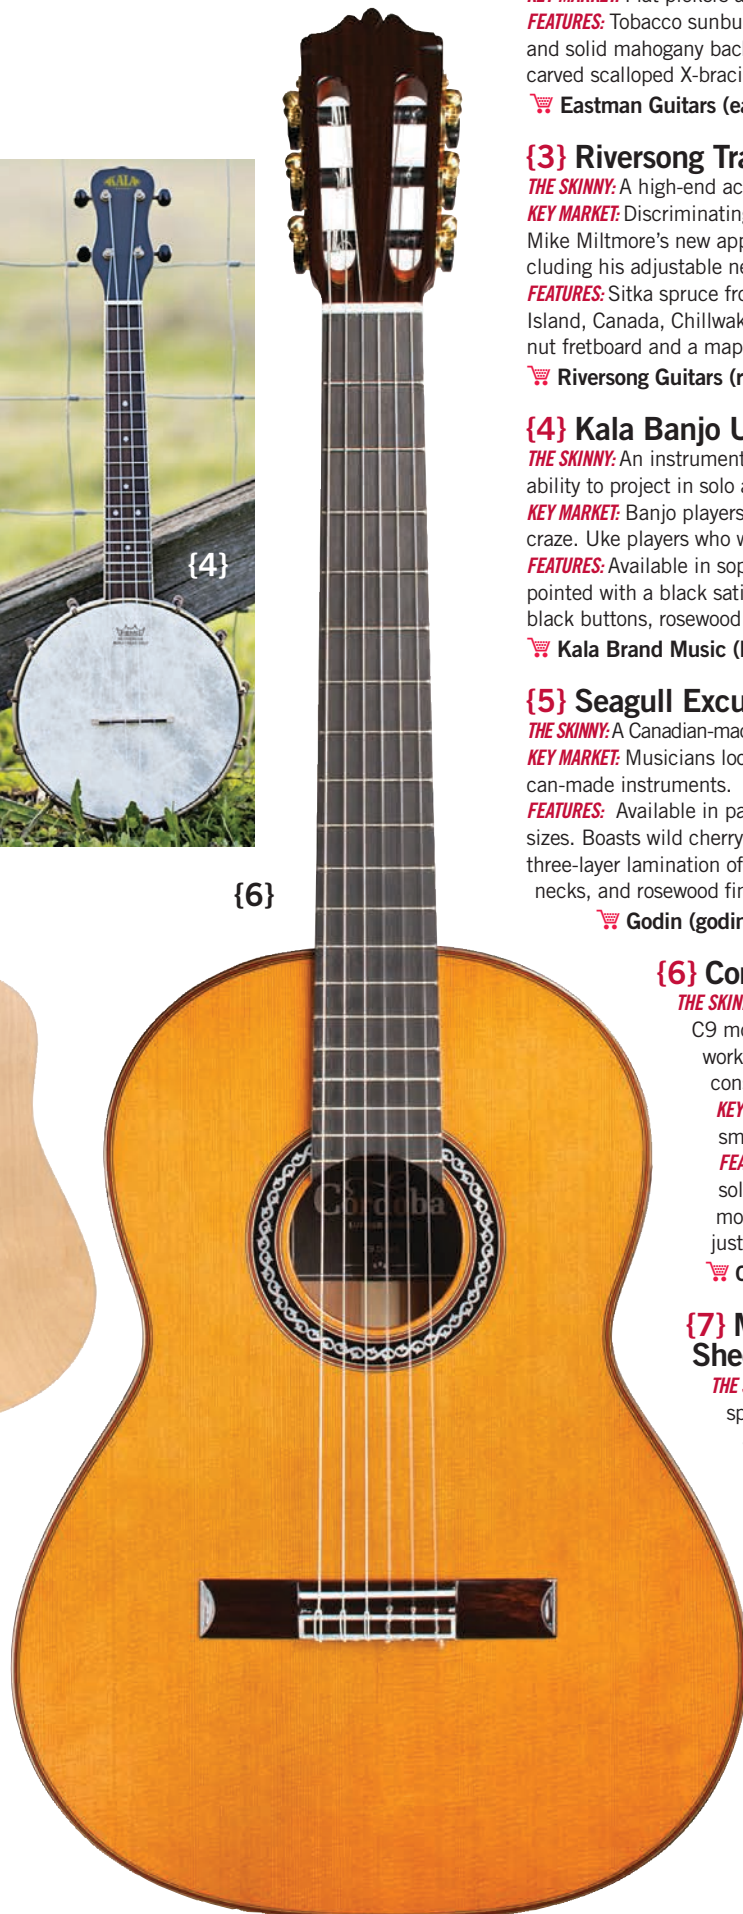 FEATURES: Tobacco sunbu
and solid mahogany bac
carved scalloped X-braci
Eastman Guitars (ea
{3} Riversong Tra
THE SKINNY: A high-end ac
KEY MARKET: Discriminating
Mike Miltmore's new app
cluding his adjustable ne
FEATURES: Sitka spruce fro
Island, Canada, Chillwak
nut fretboard and a map
Riversong Guitars (r
{4} Kala Banjo U
THE SKINNY: An instrument
ability to project in solo a
KEY MARKET: Banjo players
craze. Uke players who w
FEATURES: Available in sop
pointed with a black sati
black buttons, rosewood
Kala Brand Music (
{5} Seagull Excu
THE SKINNY: A Canadian-mad
KEY MARKET: Musicians loo
can-made instruments.
FEATURES: Available in pa
sizes. Boasts wild cherry
three-layer lamination of
necks, and rosewood fin
Godin (godin
{6} Cor
THE SKINN
C9 mo
work
con
KEY
sm
FEA
sol
mo
just
C
{7} M
She
THE
sp
KALA
{4}
{6}
Cordoba